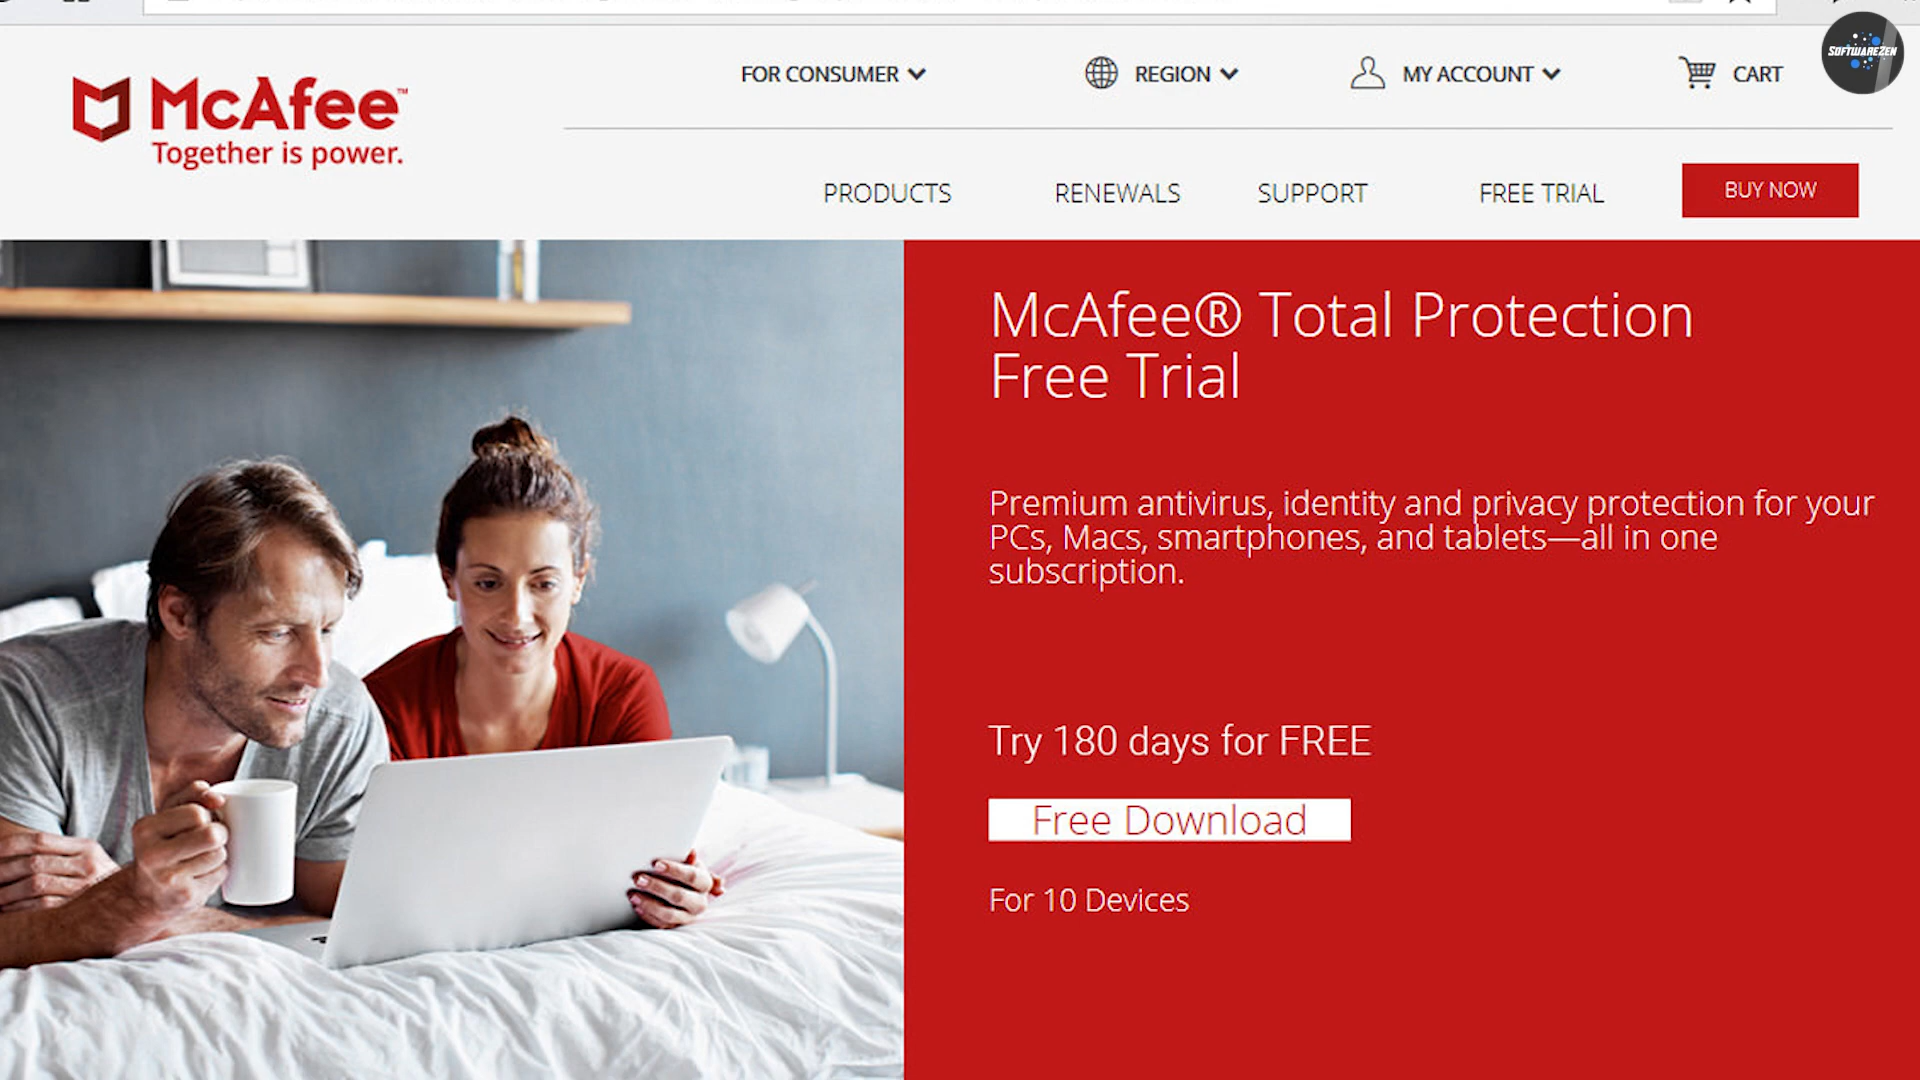 SOFTWAREZEN
FOR CONSUMER
REGION
MY ACCOUNT
CART
McAfee™
Together is power.
PRODUCTS
RENEWALS
SUPPORT
FREE TRIAL
BUY NOW
McAfee® Total Protection
Free Trial
Premium antivirus, identity and privacy protection for your
PCs, Macs, smartphones, and tablets—all in one
subscription.
Try 180 days for FREE
Free Download
For 10 Devices